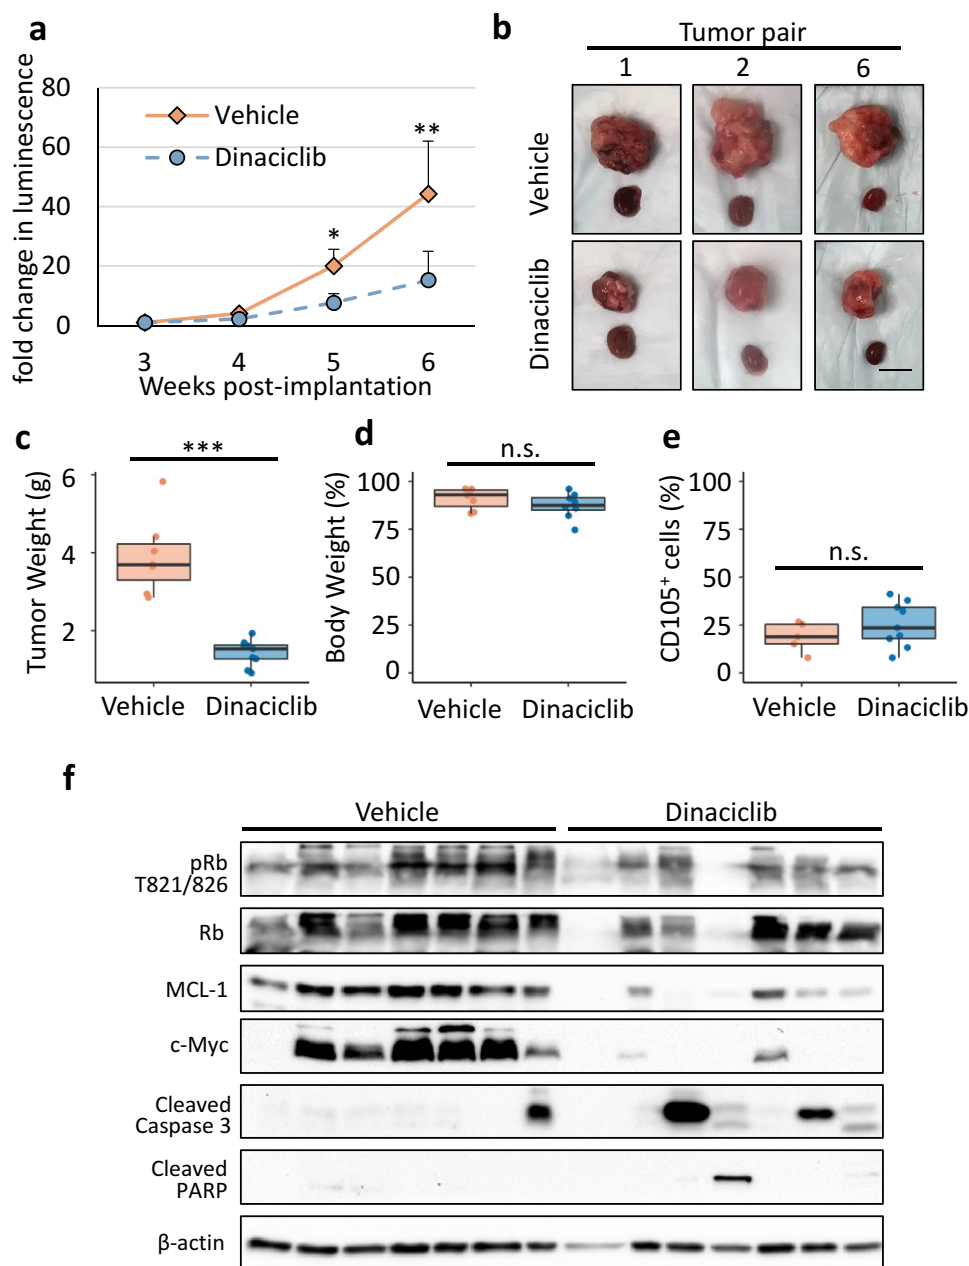 a
fold change in luminescence
80
60
40
20
0
Vehicle
Dinaciclib
*
**
3 4 5 6
Weeks post-implantation
b
Tumor pair
1 2 6
Vehicle
Dinaciclib
c
Tumor Weight (g)
6
4
2
***
Vehicle Dinaciclib
d
Body Weight (%)
100
75
50
25
0
n.s.
Vehicle Dinaciclib
e
CD105+ cells (%)
100
75
50
25
0
n.s.
Vehicle Dinaciclib
f
Vehicle Dinaciclib
pRb
T821/826
Rb
MCL-1
c-Myc
Cleaved
Caspase 3
Cleaved
PARP
β-actin